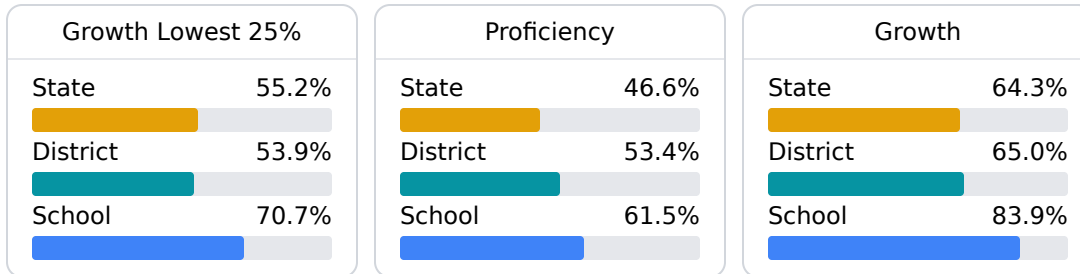 Growth Lowest 25%
State 55.2%
District 53.9%
School 70.7%
Proficiency
State 46.6%
District 53.4%
School 61.5%
Growth
State 64.3%
District 65.0%
School 83.9%